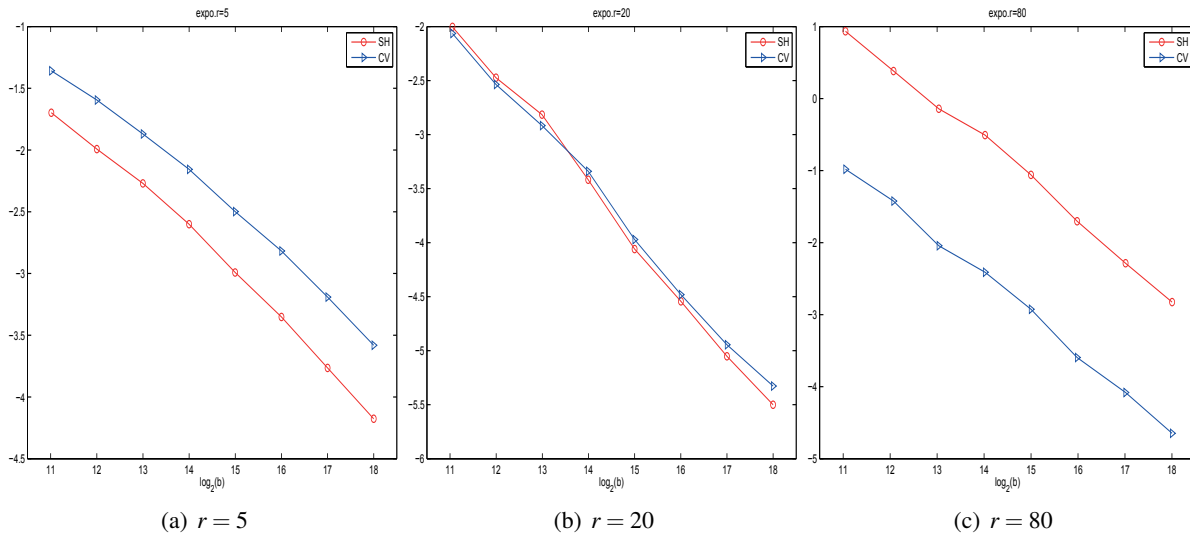 expo.r=5
−1
−1.5
−2
−2.5
−3
−3.5
−4
−4.5
11 12 13 14 15 16 17 18
log2(b)
SH
CV
(a) r = 5
expo.r=20
−2
−2.5
−3
−3.5
−4
−4.5
−5
−5.5
−6
11 12 13 14 15 16 17 18
log2(b)
SH
CV
(b) r = 20
expo.r=80
1
0
−1
−2
−3
−4
−5
11 12 13 14 15 16 17 18
log2(b)
SH
CV
(c) r = 80